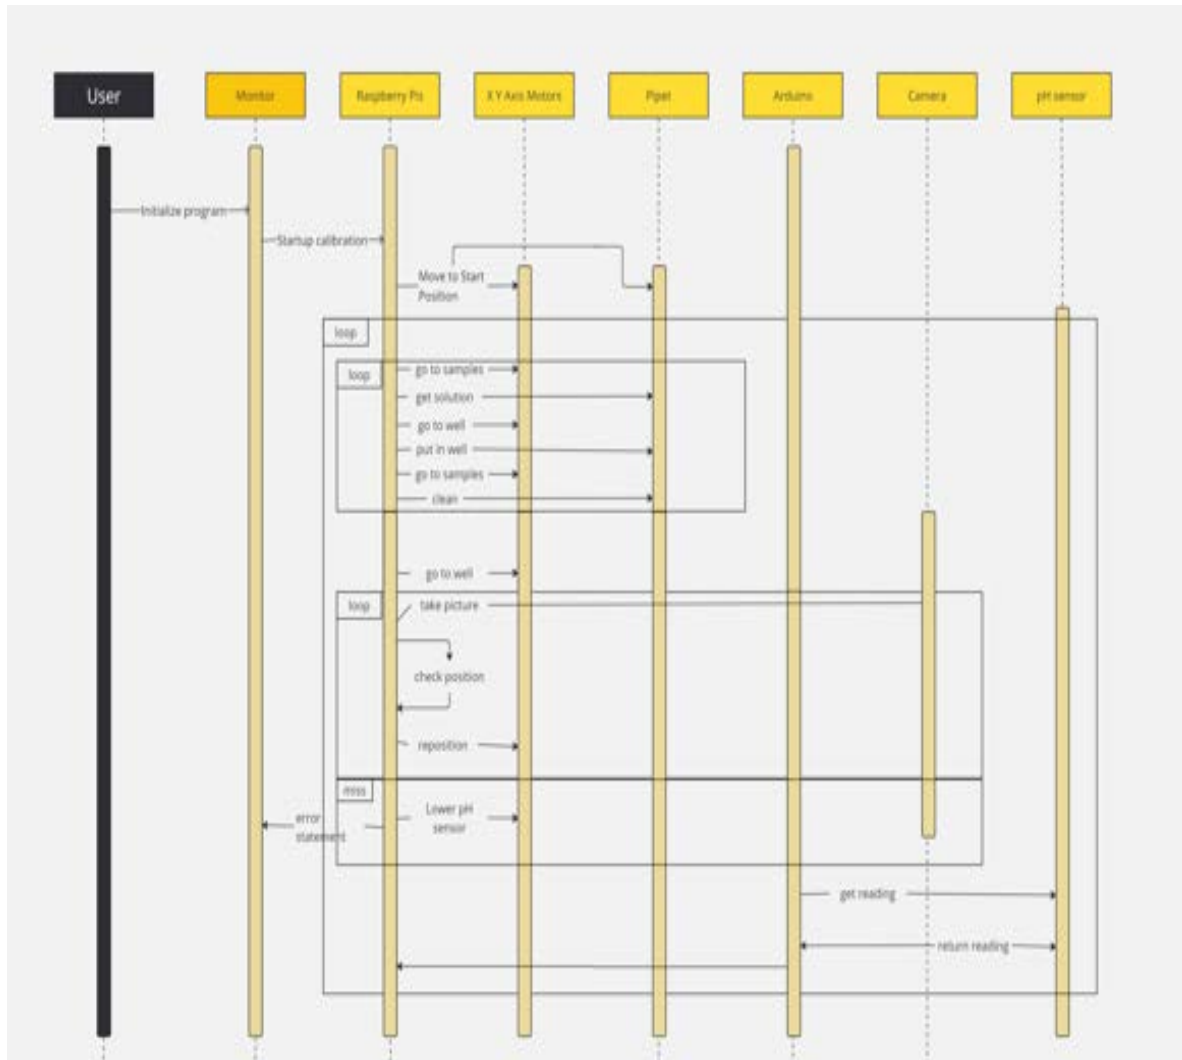 User
Monitor
Raspberry Pis
X Y Axis Motors
Pipet
Arduino
Camera
pH sensor
Initialize program
Startup calibration
Move to Start
Position
loop
loop
go to samples
get solution
go to well
put in well
go to samples
clean
go to well
loop
take picture
check position
reposition
miss
Lower pH
sensor
error
statement
get reading
return reading